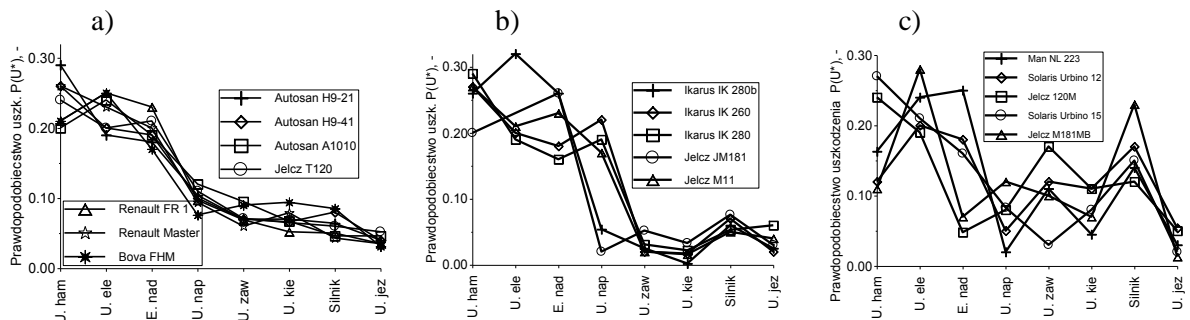 a)
Prawdopodobiecstwo uszk. P(U*), -
0.30
0.20
0.10
0.00
Autosan H9-21
Autosan H9-41
Autosan A1010
Jelcz T120
Renault FR 1
Renault Master
Bova FHM
U. ham
U. ele
E. nad
U. nap
U. zaw
U. kie
Silnik
U. jez
b)
Prawdopodobiecstwo uszk. P(U*), -
0.30
0.20
0.10
0.00
Ikarus IK 280b
Ikarus IK 260
Ikarus IK 280
Jelcz JM181
Jelcz M11
U. ham
U. ele
E. nad
U. nap
U. zaw
U. kie
Silnik
U. jez
c)
Prawdopodobiecstwo uszkodzenia P(U*), -
0.30
0.20
0.10
0.00
Man NL 223
Solaris Urbino 12
Jelcz 120M
Solaris Urbino 15
Jelcz M181MB
U. ham
U. ele
E. nad
U. nap
U. zaw
U. kie
Silnik
U. jez